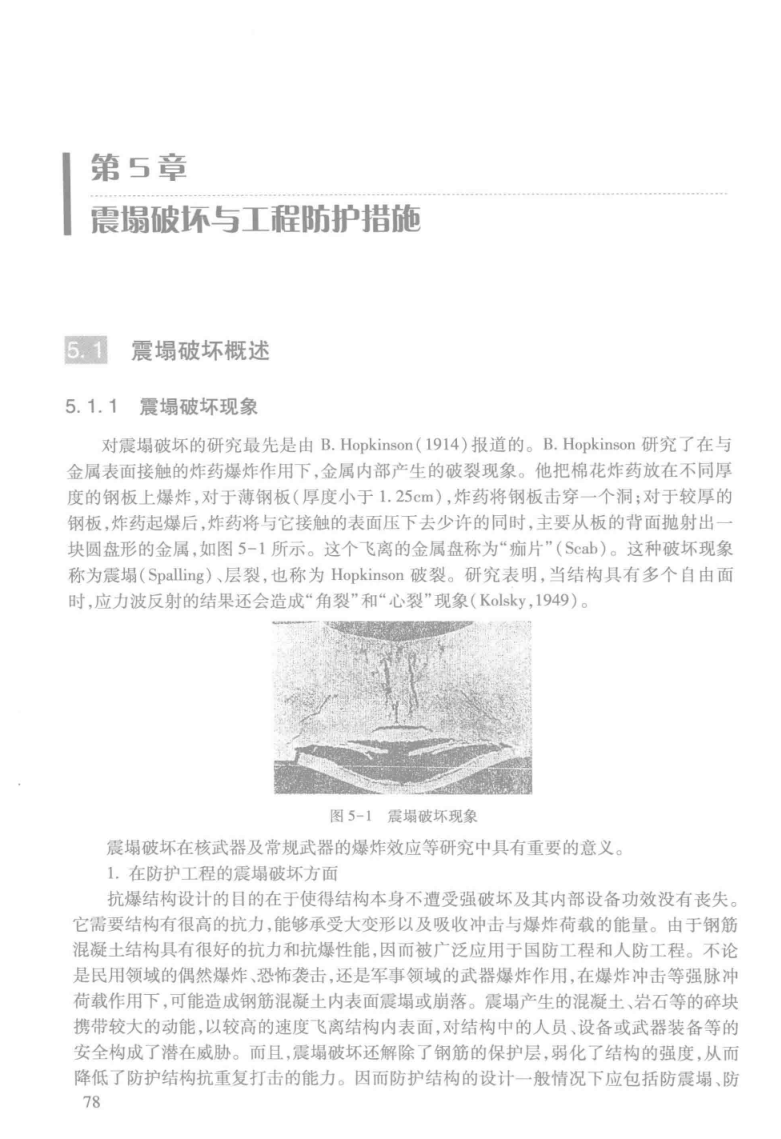 第5章
震塌破坏与工程防护措施
5.1 震塌破坏概述
5.1.1 震塌破坏现象
对震塌破坏的研究最先是由 B. Hopkinson(1914)报道的。B. Hopkinson 研究了在与
金属表面接触的炸药爆炸作用下,金属内部产生的破裂现象。他把棉花炸药放在不同厚
度的钢板上爆炸,对于薄钢板(厚度小于 1.25cm),炸药将钢板击穿一个洞;对于较厚的
钢板,炸药起爆后,炸药将与它接触的表面压下去少许的同时,主要从板的背面抛射出一
块圆盘形的金属,如图 5-1 所示。这个飞离的金属盘称为“痂片”(Scab)。这种破坏现象
称为震塌(Spalling)、层裂,也称为 Hopkinson 破裂。研究表明,当结构具有多个自由面
时,应力波反射的结果还会造成“角裂”和“心裂”现象(Kolsky,1949)。
图 5-1 震塌破坏现象
震塌破坏在核武器及常规武器的爆炸效应等研究中具有重要的意义。
1. 在防护工程的震塌破坏方面
抗爆结构设计的目的在于使得结构本身不遭受强破坏及其内部设备功效没有丧失。
它需要结构有很高的抗力,能够承受大变形以及吸收冲击与爆炸荷载的能量。由于钢筋
混凝土结构具有很好的抗力和抗爆性能,因而被广泛应用于国防工程和人防工程。不论
是民用领域的偶然爆炸、恐怖袭击,还是军事领域的武器爆炸作用,在爆炸冲击等强脉冲
荷载作用下,可能造成钢筋混凝土内表面震塌或崩落。震塌产生的混凝土、岩石等的碎块
携带较大的动能,以较高的速度飞离结构内表面,对结构中的人员、设备或武器装备等的
安全构成了潜在威胁。而且,震塌破坏还解除了钢筋的保护层,弱化了结构的强度,从而
降低了防护结构抗重复打击的能力。因而防护结构的设计一般情况下应包括防震塌、防
78